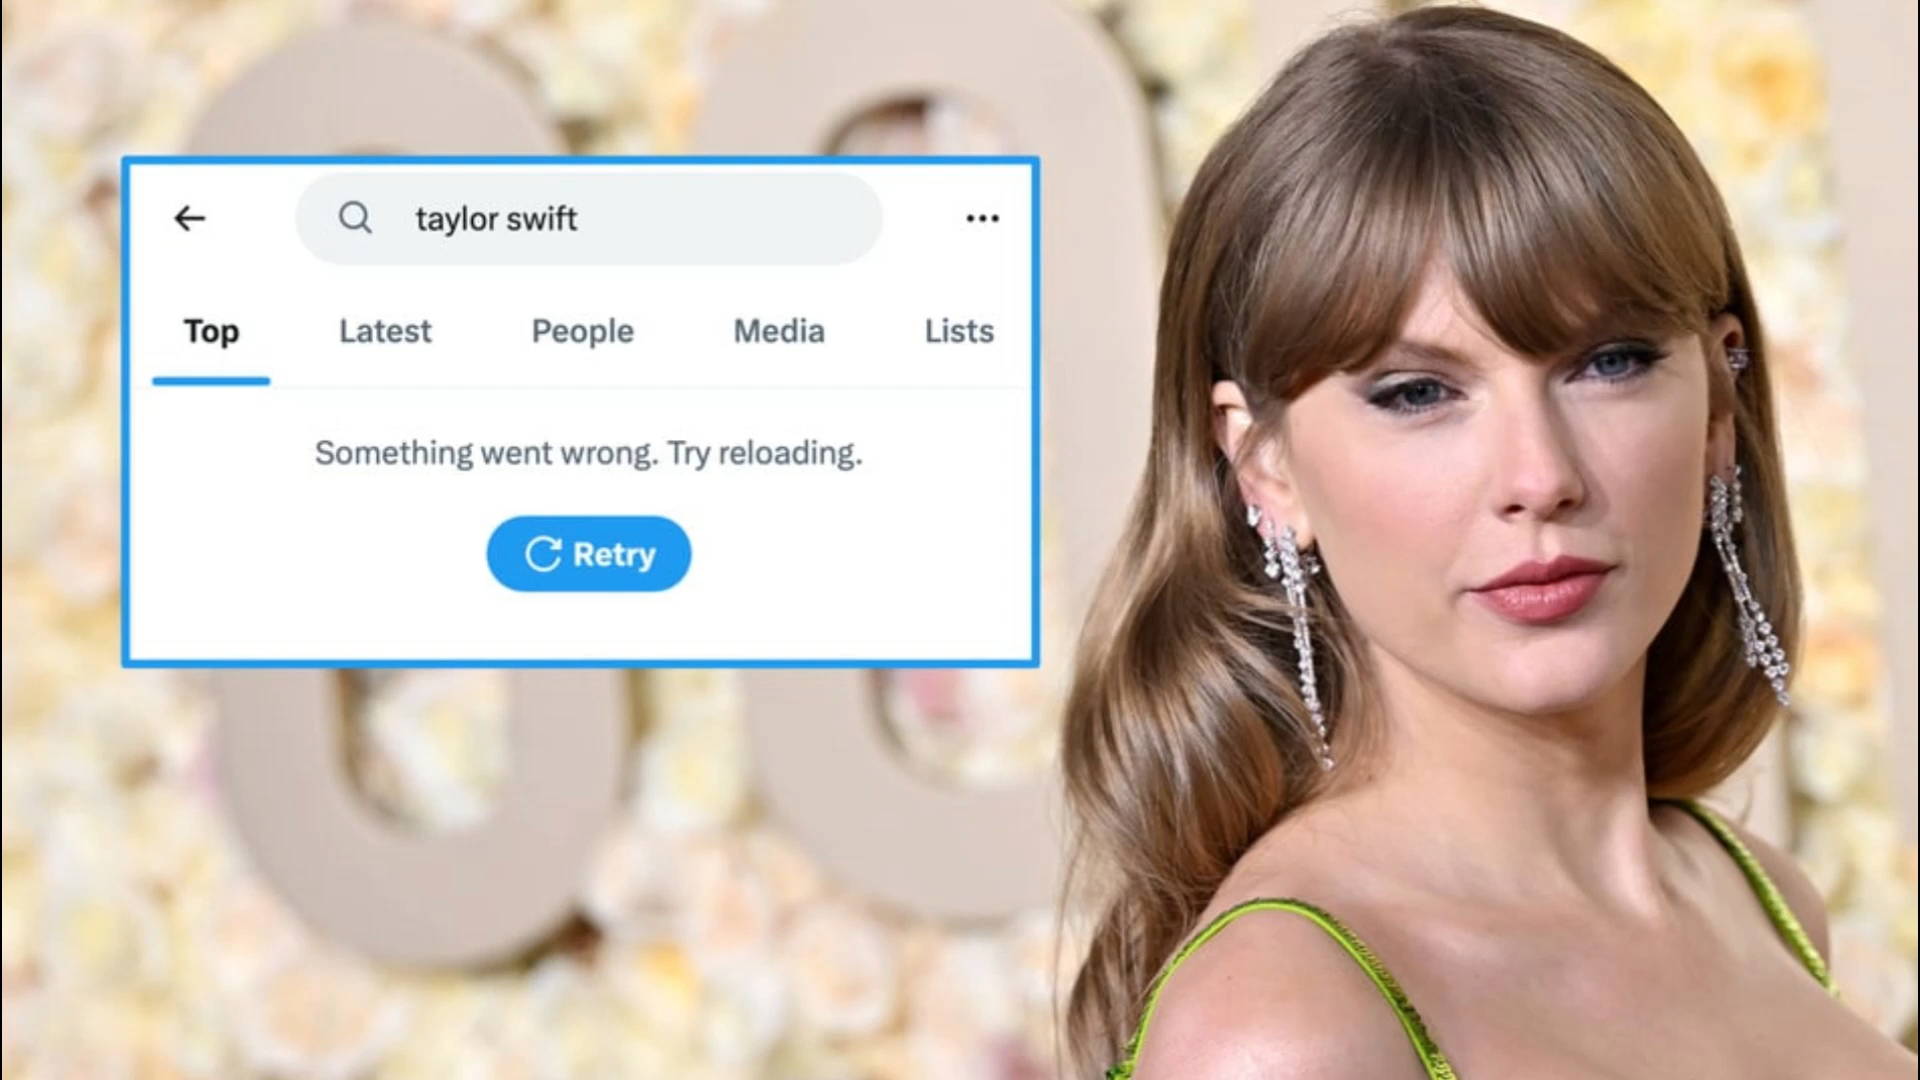 taylor swift
Top Latest People Media Lists
Something went wrong. Try reloading.
Retry